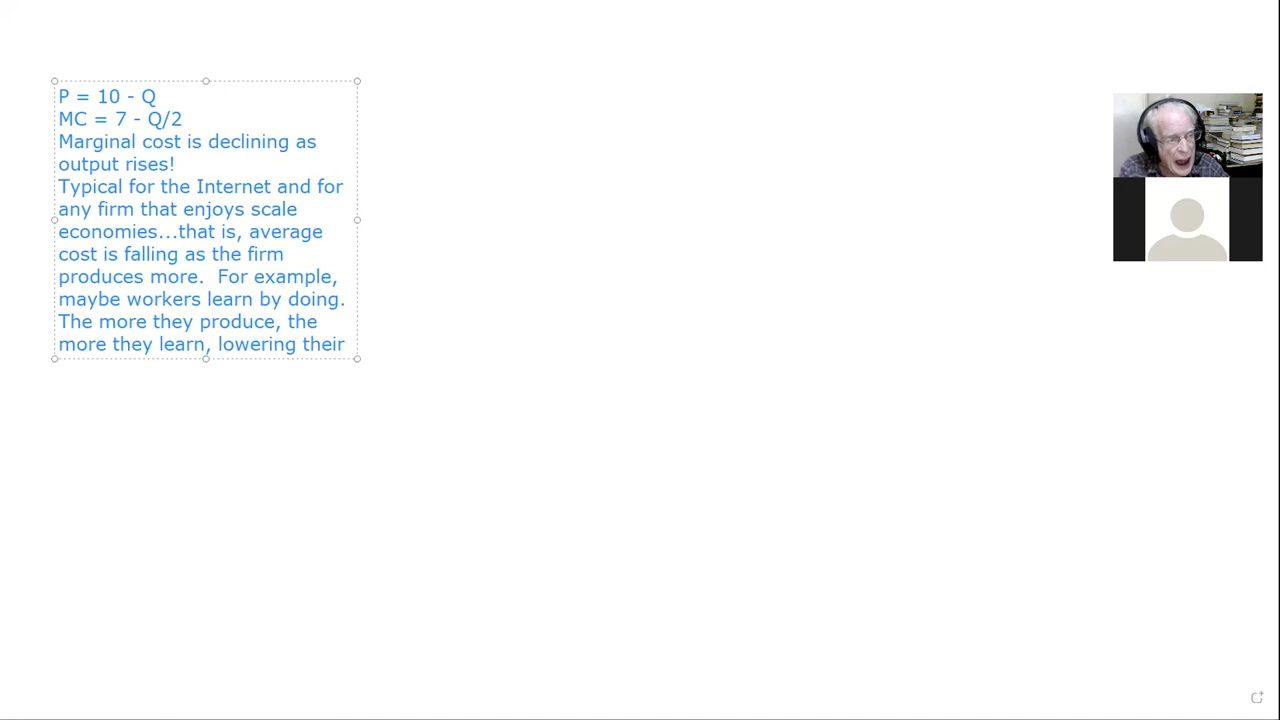 P = 10 - Q
MC = 7 - Q/2
Marginal cost is declining as
output rises!
Typical for the Internet and for
any firm that enjoys scale
economies...that is, average
cost is falling as the firm
produces more.  For example,
maybe workers learn by doing.
The more they produce, the
more they learn, lowering their